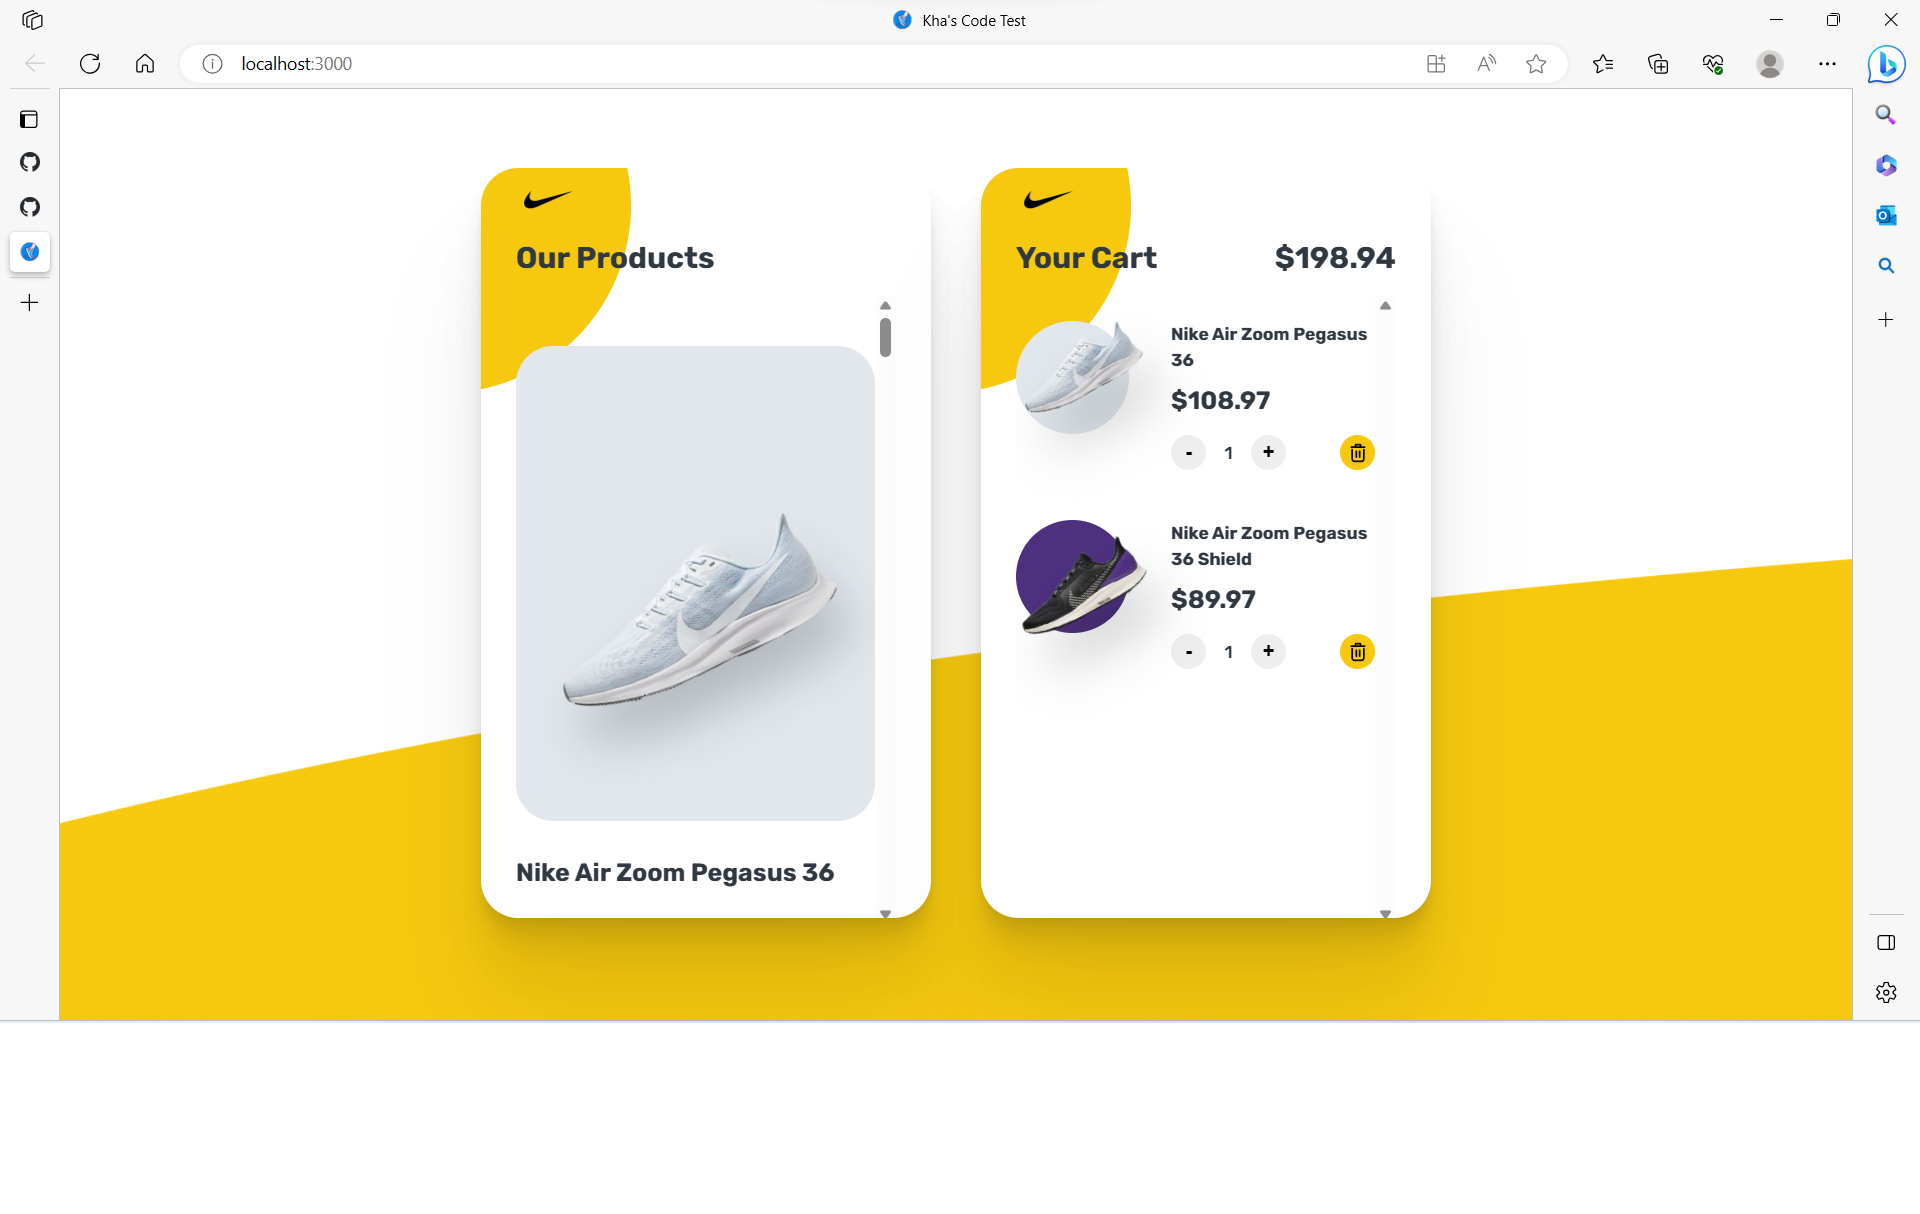 Kha's Code Test
localhost:3000
Our Products
Nike Air Zoom Pegasus 36
Your Cart
$198.94
Nike Air Zoom Pegasus
36
$108.97
- 1 +
Nike Air Zoom Pegasus
36 Shield
$89.97
- 1 +